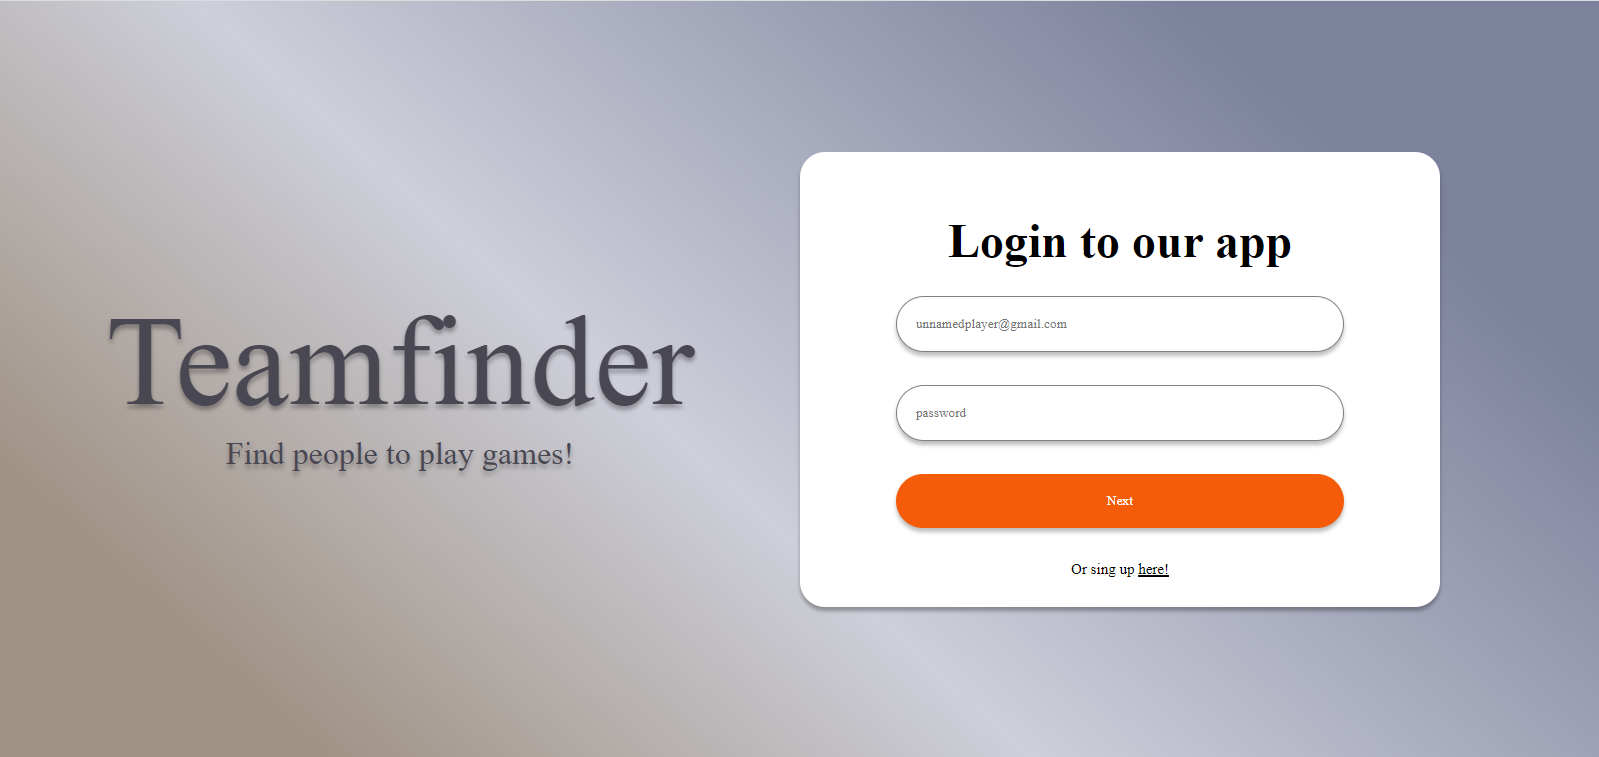 Teamfinder
Find people to play games!
Login to our app
unnamedplayer@gmail.com
password
Next
Or sing up here!